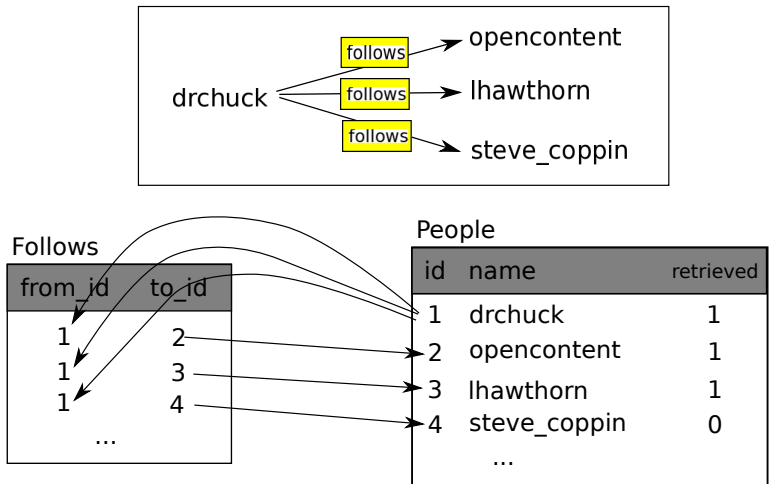 follows opencontent
drchuck follows lhawthorn
follows steve_coppin
Follows
from_id to_id
1 2
1 3
1 4
...
People
id name retrieved
1 drchuck 1
2 opencontent 1
3 lhawthorn 1
4 steve_coppin 0
...